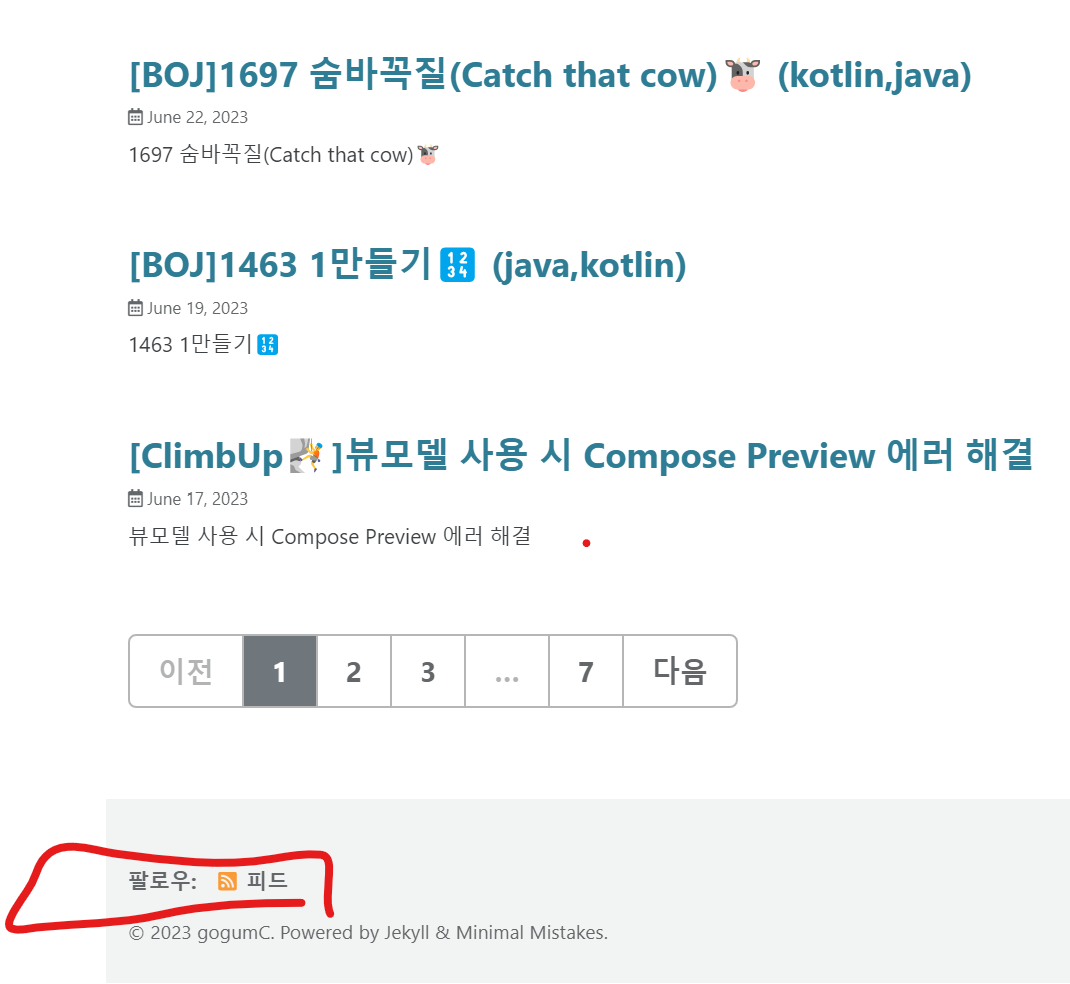 [BOJ]1697 숨바꼭질(Catch that cow)🐮 (kotlin,java)
June 22, 2023
1697 숨바꼭질(Catch that cow)🐮
[BOJ]1463 1만들기🔢 (java,kotlin)
June 19, 2023
1463 1만들기🔢
[ClimbUp🧗]뷰모델 사용 시 Compose Preview 에러 해결
June 17, 2023
뷰모델 사용 시 Compose Preview 에러 해결
이전 1 2 3 … 7 다음
팔로우: 피드
© 2023 gogumC. Powered by Jekyll & Minimal Mistakes.